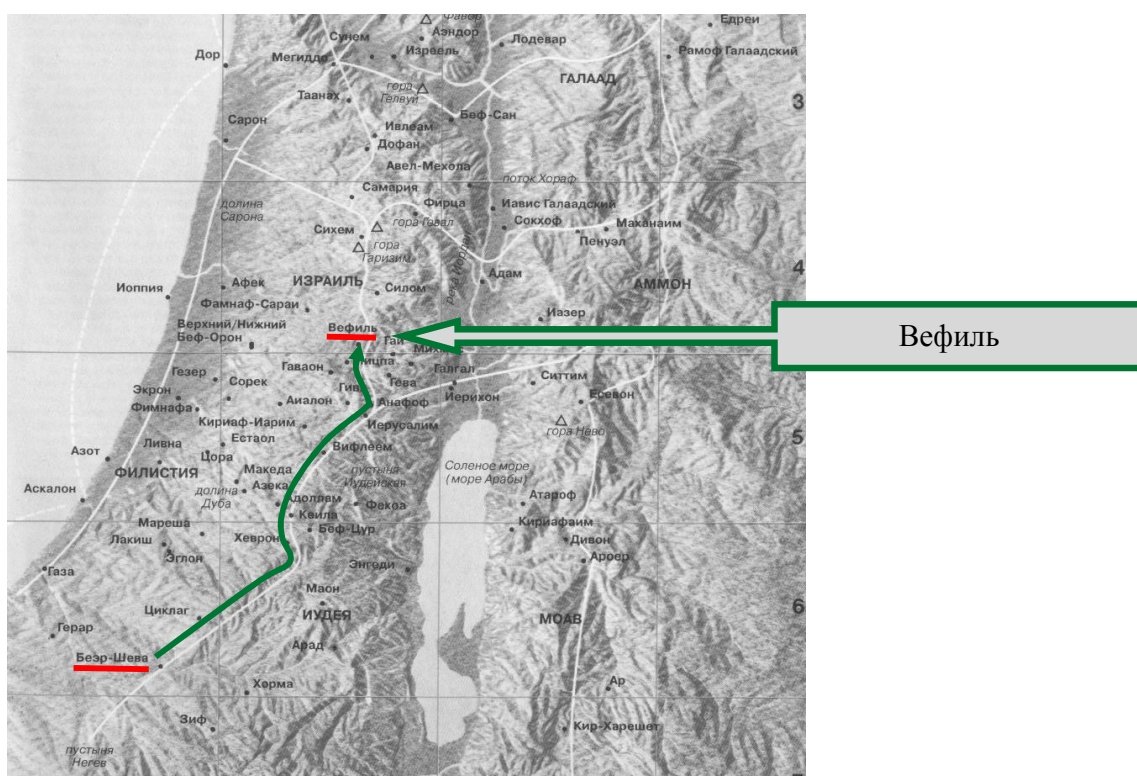 Фавор
Аэндор
Едреи
Сунем
Лодевар
Изреель
Рамоф Галаадский
Дор
Мегиддо
ГАЛААД
гора
Гелвуй
Таанах
3
Беф-Сан
Сарон
Ивлеам
Дофан
Авел-Мехола
поток Хораф
Самария
долина
Сарона
Фирца
Иавис Галаадский
гора Гевал
Сокхоф
Маханаим
Сихем
Пенуэл
гора
Гаризим
река Иордан
4
Афек
ИЗРАИЛЬ
Адам
Иоппия
Силом
АММОН
Фамнаф-Сараи
Иазер
Верхний/Нижний
Беф-Орон
Вефиль
Вефиль
Гай
Гаваон
Галгал
Гезер
Сорек
Гева
Ситтим
Экрон
Иерихон
Есевон
Фимнафа
Аиалон
Анафоф
Кириаф-Иарим
Иерусалим
гора Нево
Естаол
5
Ливна
Вифлеем
Азот
Цора
ФИЛИСТИЯ
Македа
пустыня
Иудейская
Соленое море
(море Арабы)
Аскалон
долина
Дуба
Азека
Атароф
Адоллам
Фекоа
Мареша
Кеила
Кириафаим
Беф-Цур
Лакиш
Хеврон
Дивон
Эглон
Ароер
Газа
Энгеди
Маон
6
Циклаг
ИУДЕЯ
МОАВ
Герар
Арад
Беэр-Шева
Хорма
Ар
Зиф
Кир-Харешет
пустыня
Негев